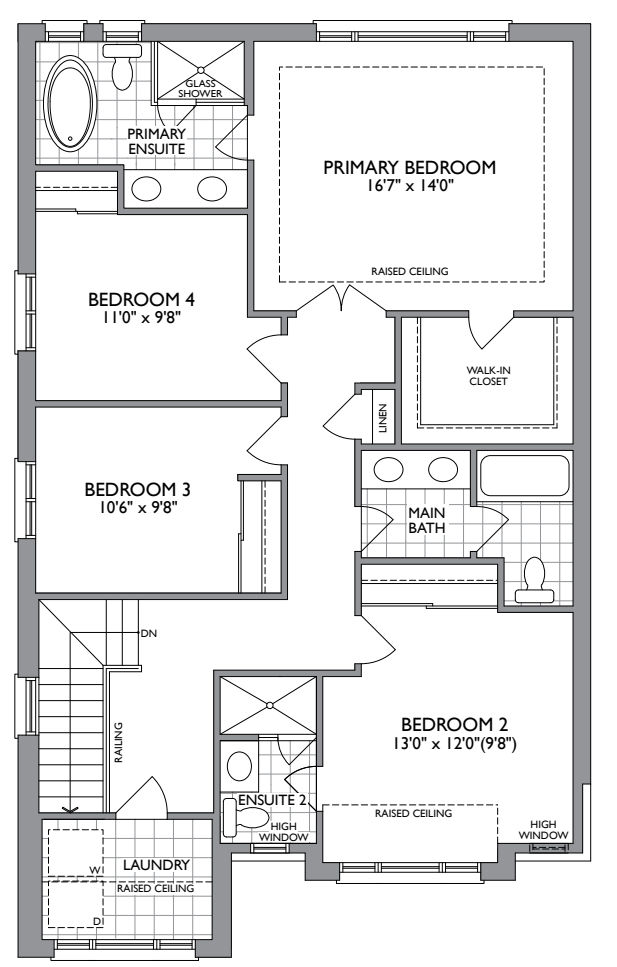 GLASS
SHOWER
PRIMARY
ENSUITE
PRIMARY BEDROOM
16'7" x 14'0"
RAISED CEILING
BEDROOM 4
11'0" x 9'8"
WALK-IN
CLOSET
LINEN
BEDROOM 3
10'6" x 9'8"
MAIN
BATH
DN
RAILING
BEDROOM 2
13'0" x 12'0"(9'8")
ENSUITE 2
HIGH
WINDOW
RAISED CEILING
HIGH
WINDOW
LAUNDRY
W
RAISED CEILING
D